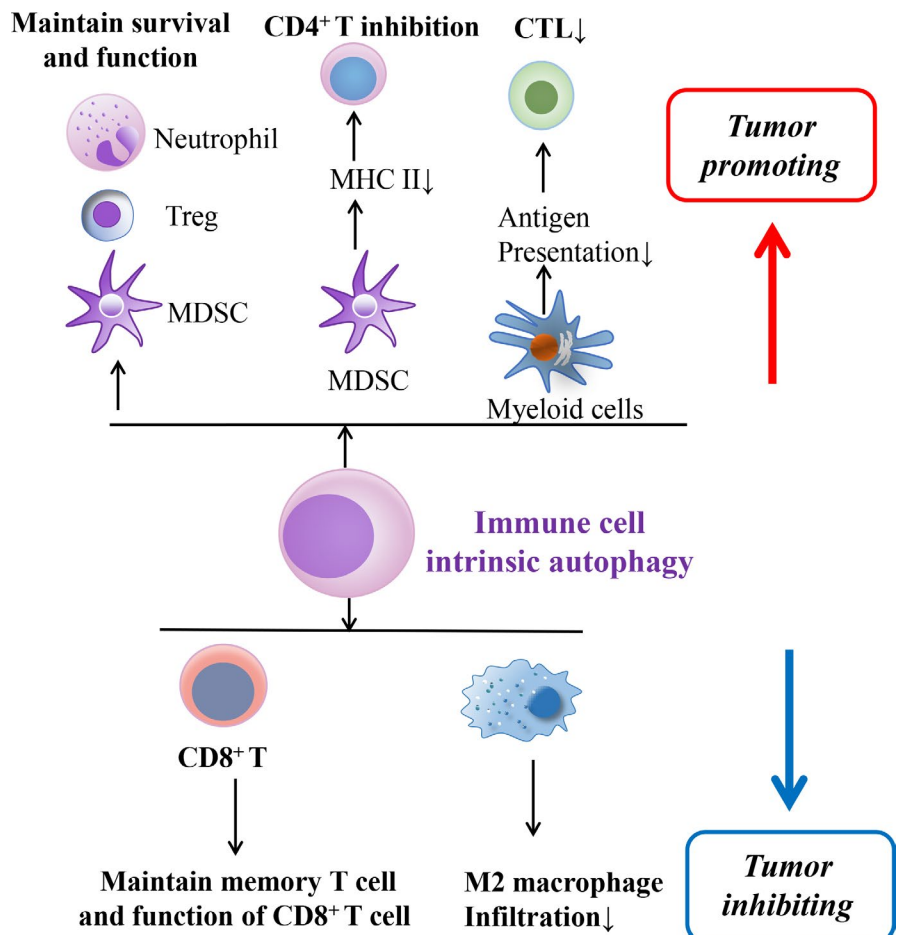 Maintain survival
and function
CD4⁺ T inhibition
CTL↓
Neutrophil
Treg
MDSC
MHC II↓
MDSC
Antigen
Presentation↓
Myeloid cells
Tumor
promoting
Immune cell
intrinsic autophagy
CD8⁺ T
Maintain memory T cell
and function of CD8⁺ T cell
M2 macrophage
Infiltration↓
Tumor
inhibiting